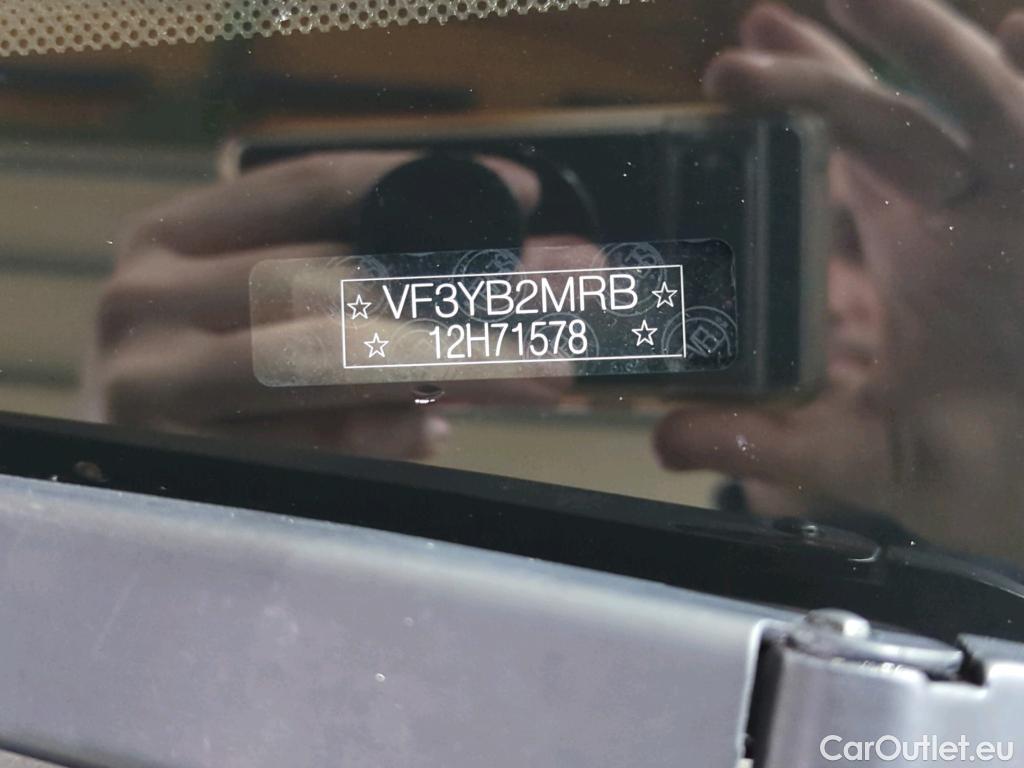 ☆ VF3YB2MRB ☆
☆ 12H71578 ☆
CarOutlet.eu